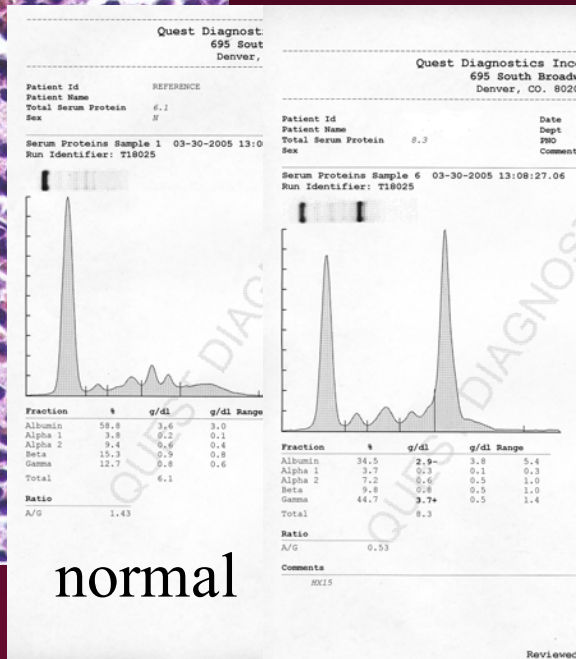 Quest Diagnost
695 Sout
Denver,
Patient Id REFERENCE
Patient Name
Total Serum Protein 6.1
Sex N
Serum Proteins Sample 1 03-30-2005 13:0
Run Identifier: T18025
QUEST DIAG
Fraction % g/dl g/dl Range
Albumin 58.8 3.6 3.0
Alpha 1 3.8 0.2 0.1
Alpha 2 9.4 0.6 0.4
Beta 15.3 0.9 0.8
Gamma 12.7 0.8 0.6
Total 6.1
Ratio
A/G 1.43
normal
Quest Diagnostics Inc
695 South Broadw
Denver, CO. 8020
Patient Id Date
Patient Name Dept
Total Serum Protein 8.3 PNO
Sex Comment
Serum Proteins Sample 6 03-30-2005 13:08:27.06
Run Identifier: T18025
QUEST DIAGNOS
Fraction % g/dl g/dl Range
Albumin 34.5 2.9- 3.8 5.4
Alpha 1 3.7 0.3 0.1 0.3
Alpha 2 7.2 0.6 0.5 1.0
Beta 9.8 0.8 0.5 1.0
Gamma 44.7 3.7+ 0.5 1.4
Total 8.3
Ratio
A/G 0.53
Comments
HX15
Reviewed